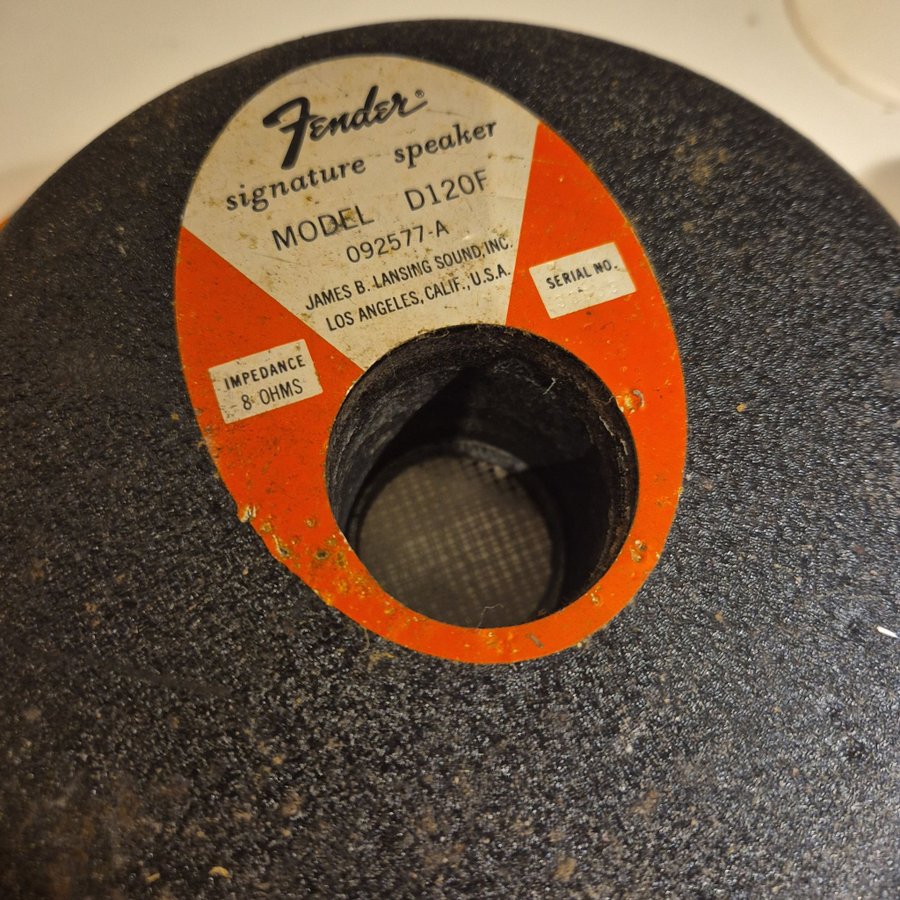 Fender®
signature speaker
MODEL D120F
092577-A
JAMES B. LANSING SOUND, INC.
LOS ANGELES, CALIF., U.S.A.
SERIAL NO.
IMPEDANCE
8 OHMS